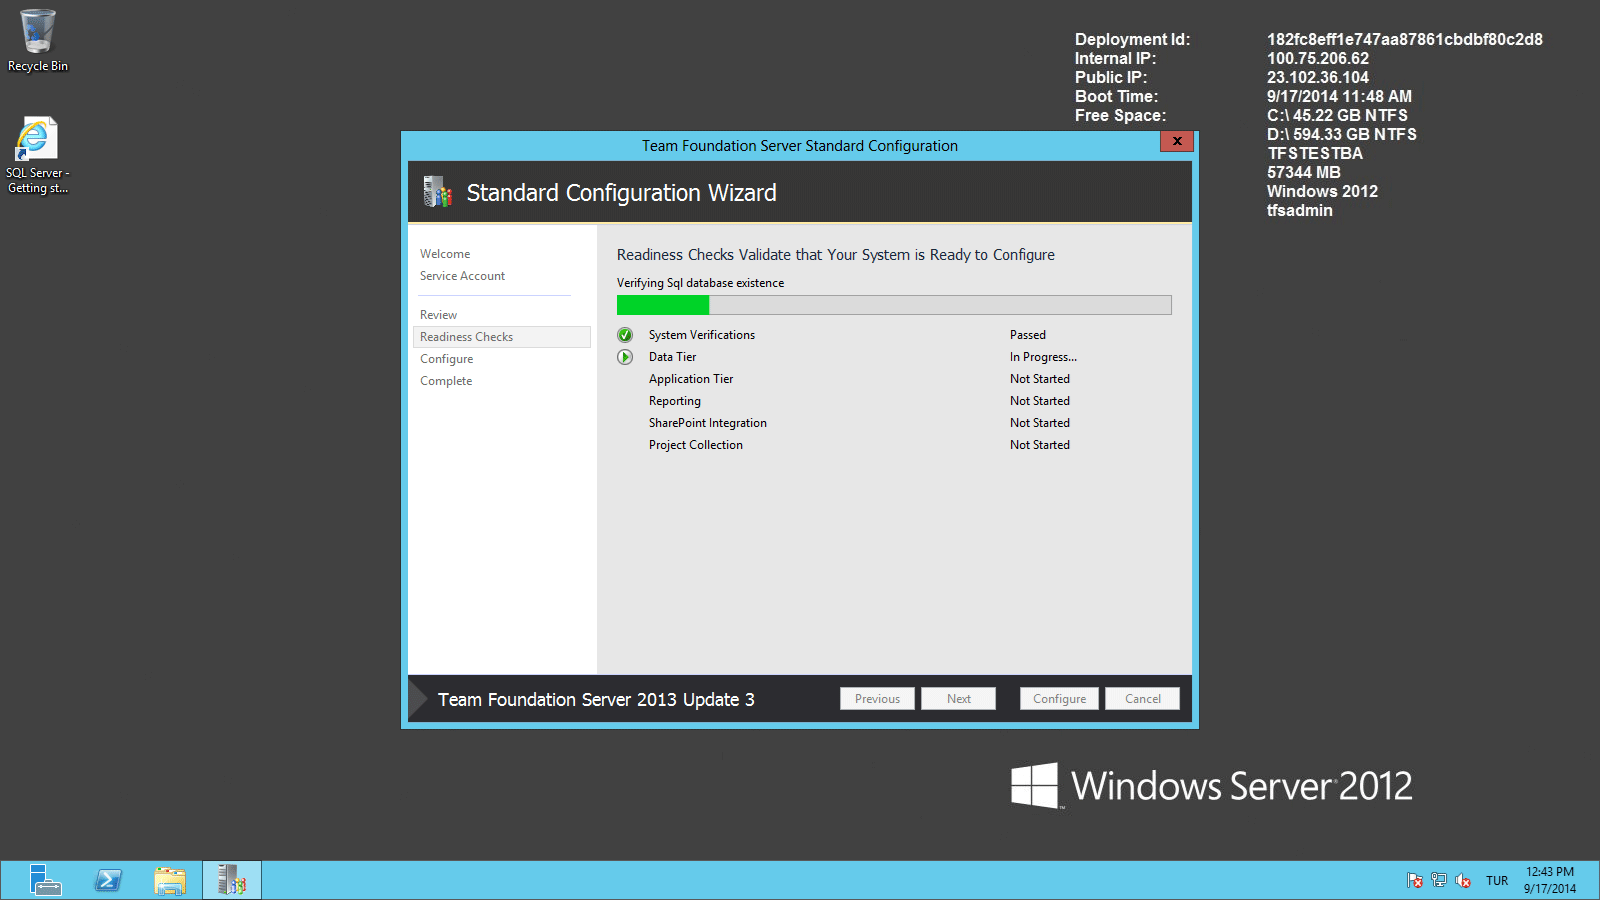 Recycle Bin
SQL Server -
Getting st...
Deployment Id: 182fc8eff1e747aa87861cbdbf80c2d8
Internal IP: 100.75.206.62
Public IP: 23.102.36.104
Boot Time: 9/17/2014 11:48 AM
Free Space: C:\ 45.22 GB NTFS
D:\ 594.33 GB NTFS
TFSTESTBA
57344 MB
Windows 2012
tfsadmin
Team Foundation Server Standard Configuration
x
Standard Configuration Wizard
Welcome
Service Account
Review
Readiness Checks
Configure
Complete
Readiness Checks Validate that Your System is Ready to Configure
Verifying Sql database existence
System Verifications Passed
Data Tier In Progress...
Application Tier Not Started
Reporting Not Started
SharePoint Integration Not Started
Project Collection Not Started
Team Foundation Server 2013 Update 3
Previous Next Configure Cancel
Windows Server 2012
TUR
12:43 PM
9/17/2014